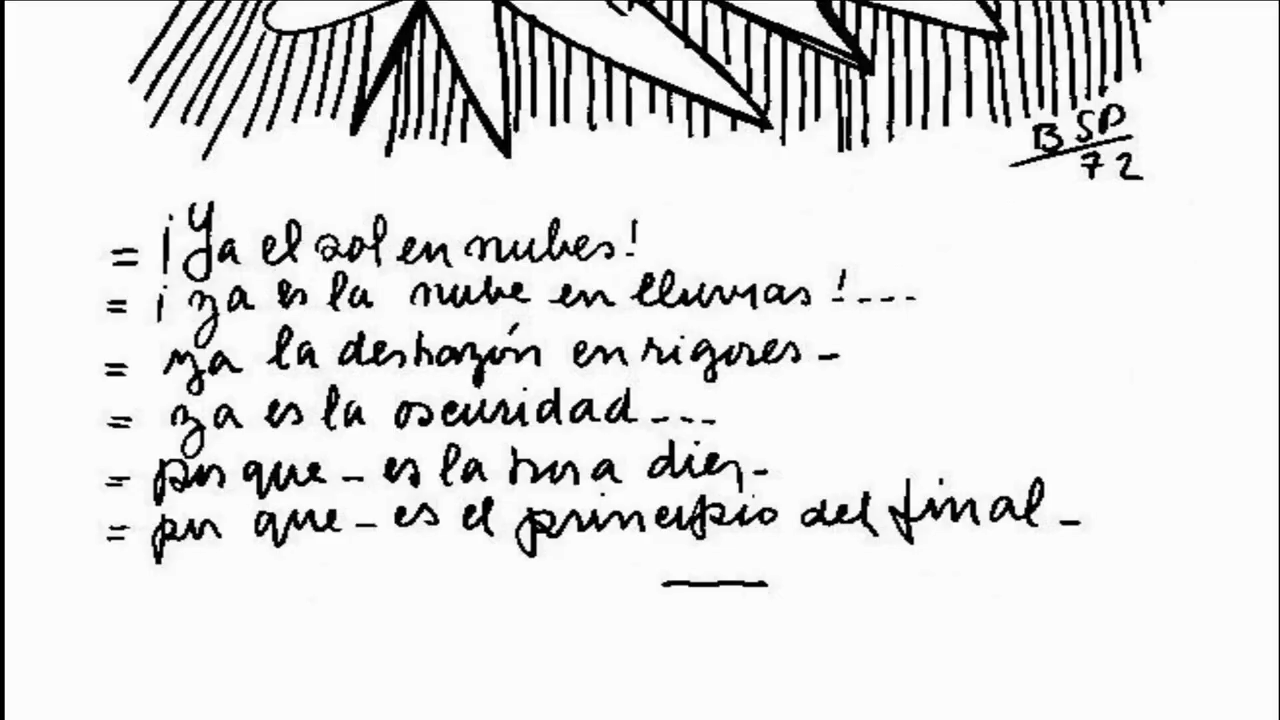 BSP
72
= ¡Ya el sol en nubes!
= ¡ya es la nube en lluvias!...
= ya la deshazón en rigores -
= ya es la oscuridad...
= por que - es la hora diez -
= por que - es el principio del final -